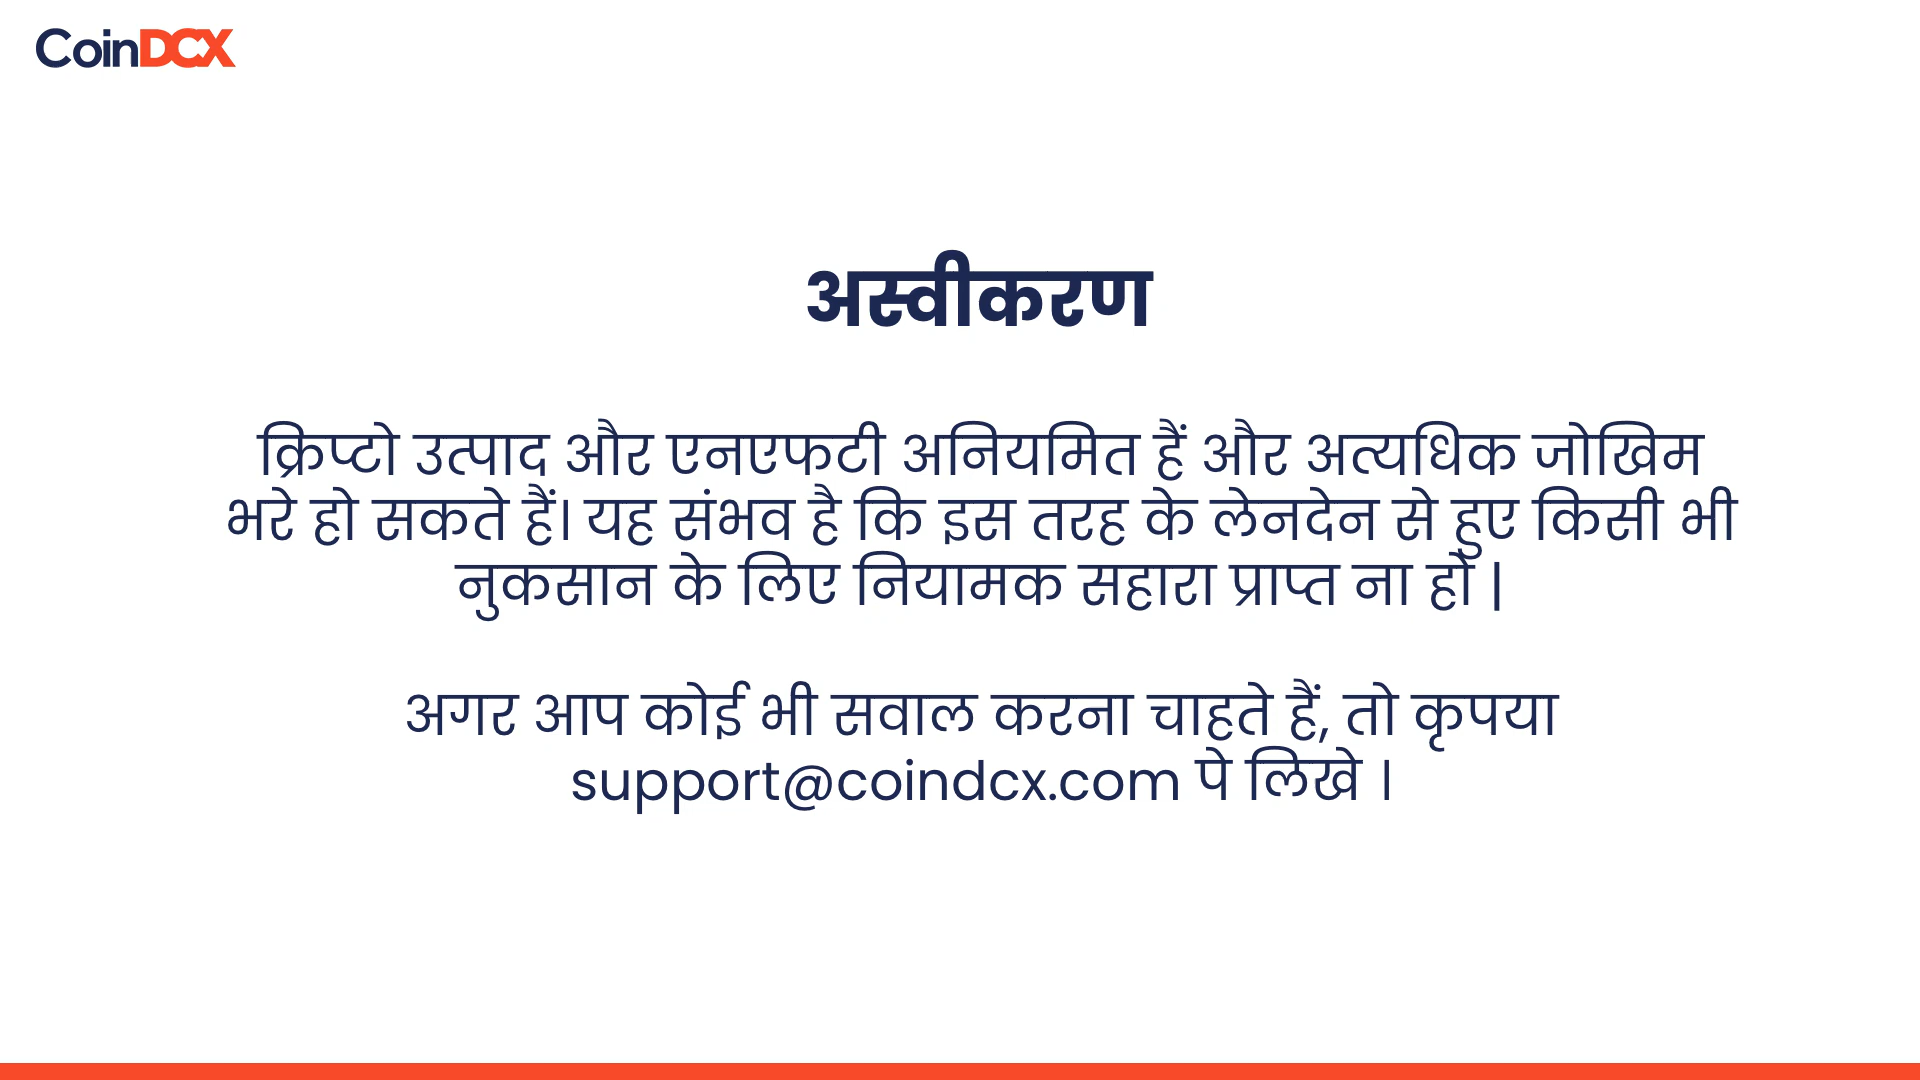 CoinDCX
अस्वीकरण
क्रिप्टो उत्पाद और एनएफटी अनियमित हैं और अत्यधिक जोखिम
भरे हो सकते हैं। यह संभव है कि इस तरह के लेनदेन से हुए किसी भी
नुकसान के लिए नियामक सहारा प्राप्त ना हो |
अगर आप कोई भी सवाल करना चाहते हैं, तो कृपया
support@coindcx.com पे लिखे ।